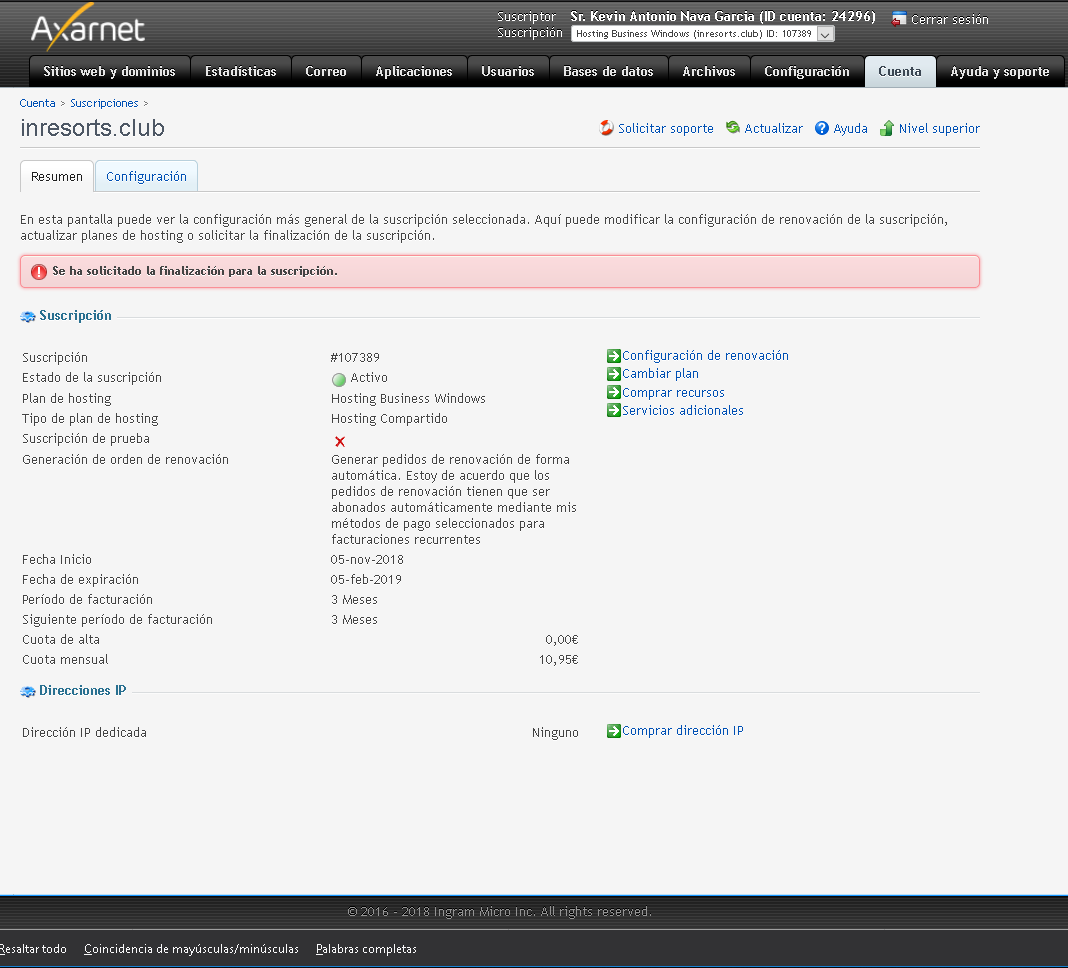 Axarnet
Suscriptor Sr. Kevin Antonio Nava Garcia (ID cuenta: 24296) Cerrar sesión
Suscripción Hosting Business Windows (inresorts.club) ID: 107389
Sitios web y dominios Estadísticas Correo Aplicaciones Usuarios Bases de datos Archivos Configuración Cuenta Ayuda y soporte
Cuenta > Suscripciones >
inresorts.club Solicitar soporte Actualizar Ayuda Nivel superior
Resumen Configuración
En esta pantalla puede ver la configuración más general de la suscripción seleccionada. Aquí puede modificar la configuración de renovación de la suscripción,
actualizar planes de hosting o solicitar la finalización de la suscripción.
Se ha solicitado la finalización para la suscripción.
Suscripción
Suscripción #107389 Configuración de renovación
Estado de la suscripción Activo Cambiar plan
Plan de hosting Hosting Business Windows Comprar recursos
Tipo de plan de hosting Hosting Compartido Servicios adicionales
Suscripción de prueba
Generación de orden de renovación Generar pedidos de renovación de forma
automática. Estoy de acuerdo que los
pedidos de renovación tienen que ser
abonados automáticamente mediante mis
métodos de pago seleccionados para
facturaciones recurrentes
Fecha Inicio 05-nov-2018
Fecha de expiración 05-feb-2019
Período de facturación 3 Meses
Siguiente período de facturación 3 Meses
Cuota de alta 0,00€
Cuota mensual 10,95€
Direcciones IP
Dirección IP dedicada Ninguno Comprar dirección IP
© 2016 - 2018 Ingram Micro Inc. All rights reserved.
Resaltar todo Coincidencia de mayúsculas/minúsculas Palabras completas